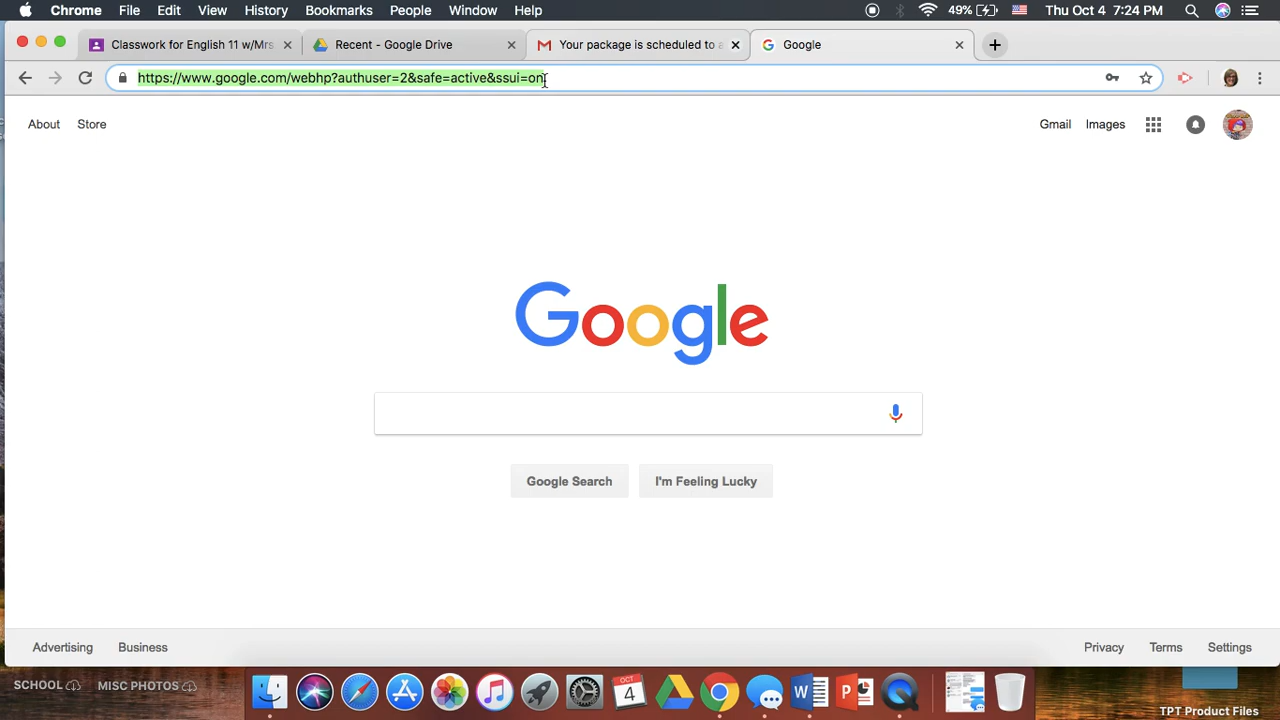 Chrome File Edit View History Bookmarks People Window Help 49% Thu Oct 4 7:24 PM
Classwork for English 11 w/Mrs Recent - Google Drive Your package is scheduled to a Google
https://www.google.com/webhp?authuser=2&safe=active&ssui=on
About Store Gmail Images
Google
Google Search I'm Feeling Lucky
Advertising Business Privacy Terms Settings
SCHOOL MISC PHOTOS
OCT
4
TPT Product Files